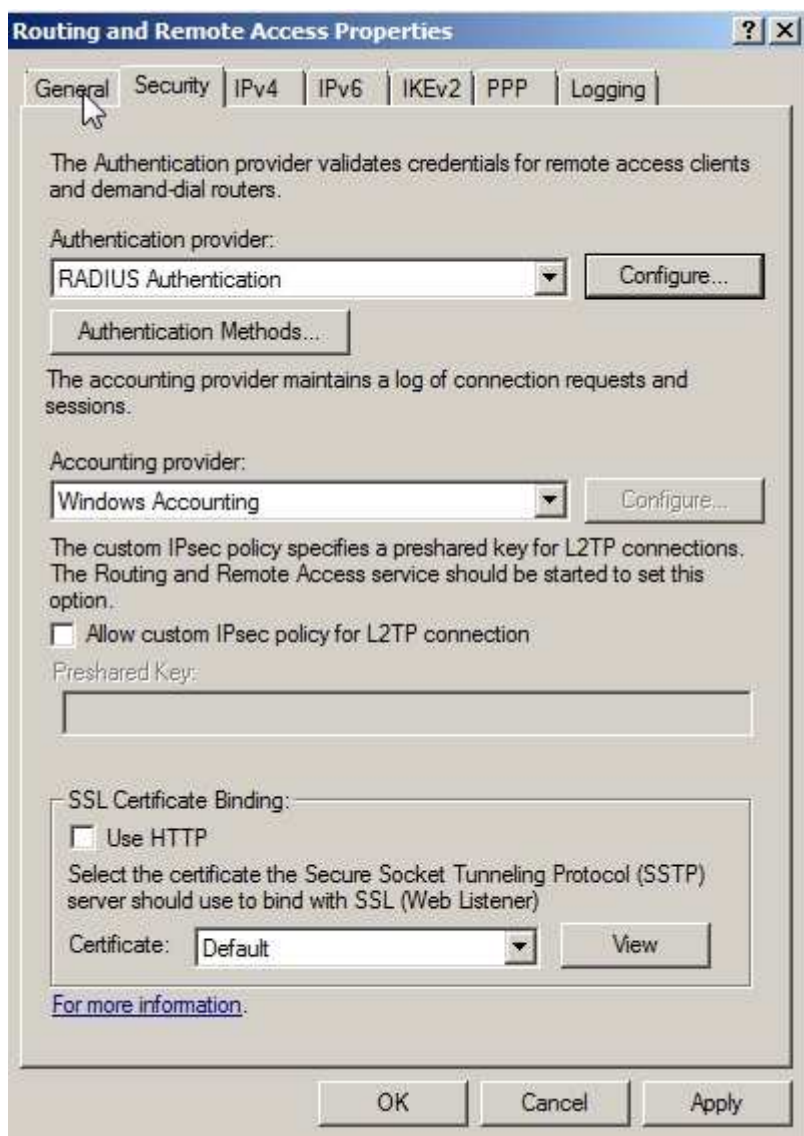 Routing and Remote Access Properties
General Security IPv4 IPv6 IKEv2 PPP Logging
The Authentication provider validates credentials for remote access clients
and demand-dial routers.
Authentication provider:
RADIUS Authentication Configure...
Authentication Methods...
The accounting provider maintains a log of connection requests and
sessions.
Accounting provider:
Windows Accounting Configure...
The custom IPsec policy specifies a preshared key for L2TP connections.
The Routing and Remote Access service should be started to set this
option.
Allow custom IPsec policy for L2TP connection
Preshared Key:
SSL Certificate Binding:
Use HTTP
Select the certificate the Secure Socket Tunneling Protocol (SSTP)
server should use to bind with SSL (Web Listener)
Certificate: Default View
For more information.
OK Cancel Apply